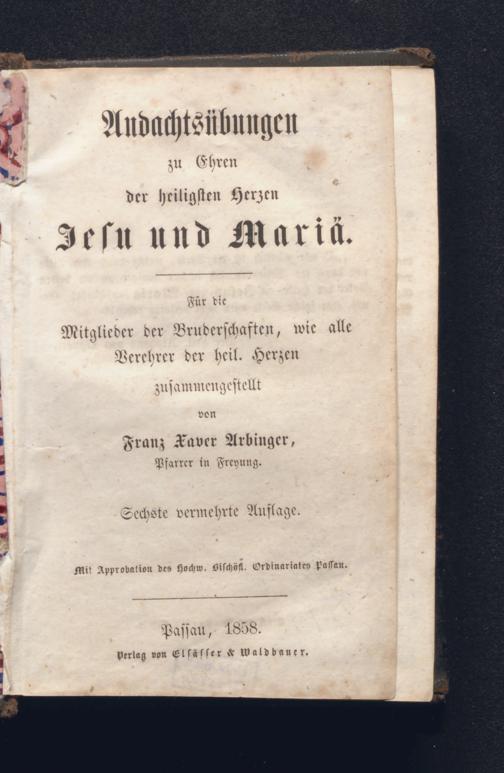 Andachtsübungen
zu Ehren
der heiligsten Herzen
Jesu und Mariä.
Für die
Mitglieder der Bruderschaften, wie alle
Verehrer der heil. Herzen
zusammengestellt
von
Franz Xaver Arbinger,
Pfarrer in Freyung.
Sechste vermehrte Auflage.
Mit Approbation des Hochw. Bischöfl. Ordinariates Passau.
Passau, 1858.
Verlag von Elsässer & Waldbauer.